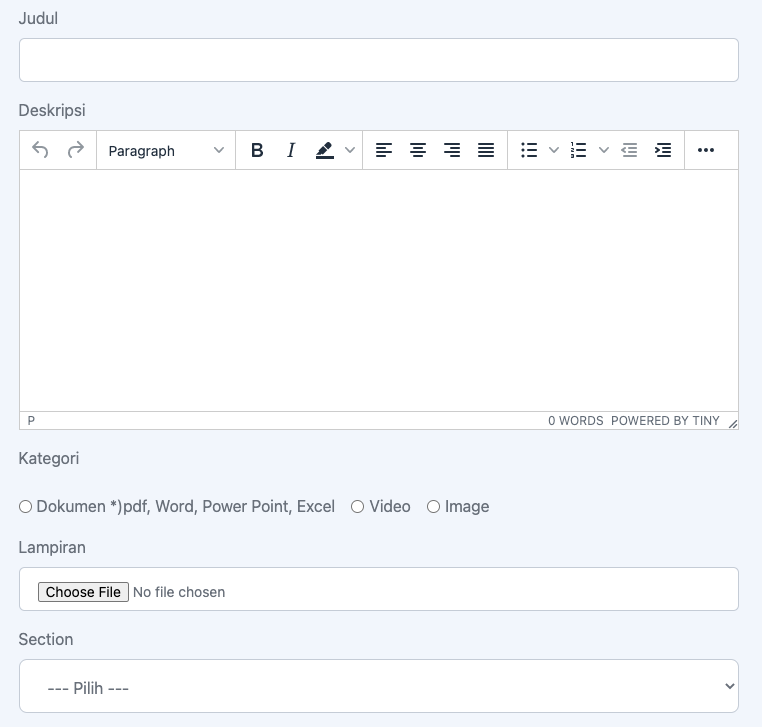 Judul
Deskripsi
Paragraph B I
P 0 WORDS POWERED BY TINY
Kategori
Dokumen *)pdf, Word, Power Point, Excel Video Image
Lampiran
Choose File No file chosen
Section
--- Pilih ---